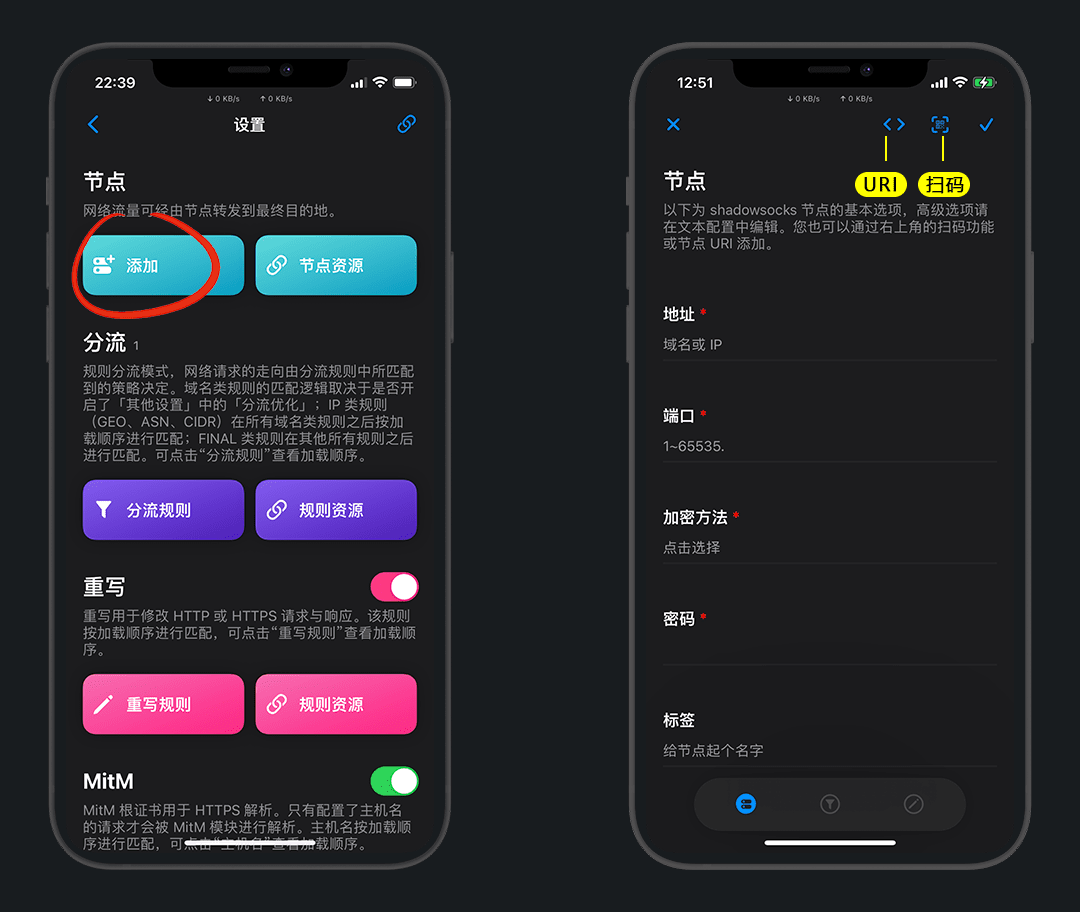 22:39
↓ 0 KB/s ↑ 0 KB/s
设置
节点
网络流量可经由节点转发到最终目的地。
添加
节点资源
分流 1
规则分流模式，网络请求的走向由分流规则中所匹配
到的策略决定。域名类规则的匹配逻辑取决于是否开
启了「其他设置」中的「分流优化」；IP 类规则
（GEO、ASN、CIDR）在所有域名类规则之后按加
载顺序进行匹配；FINAL 类规则在其他所有规则之后
进行匹配。可点击“分流规则”查看加载顺序。
分流规则
规则资源
重写
重写用于修改 HTTP 或 HTTPS 请求与响应。该规则
按加载顺序进行匹配，可点击“重写规则”查看加载顺
序。
重写规则
规则资源
MitM
MitM 根证书用于 HTTPS 解析。只有配置了主机名
的请求才会被 MitM 模块进行解析。主机名按加载顺
序进行匹配，可点击“主机名”查看加载顺序。
12:51
↓ 0 KB/s ↑ 0 KB/s
URI
扫码
节点
以下为 shadowsocks 节点的基本选项，高级选项请
在文本配置中编辑。您也可以通过右上角的扫码功能
或节点 URI 添加。
地址 *
域名或 IP
端口 *
1~65535.
加密方法 *
点击选择
密码 *
标签
给节点起个名字